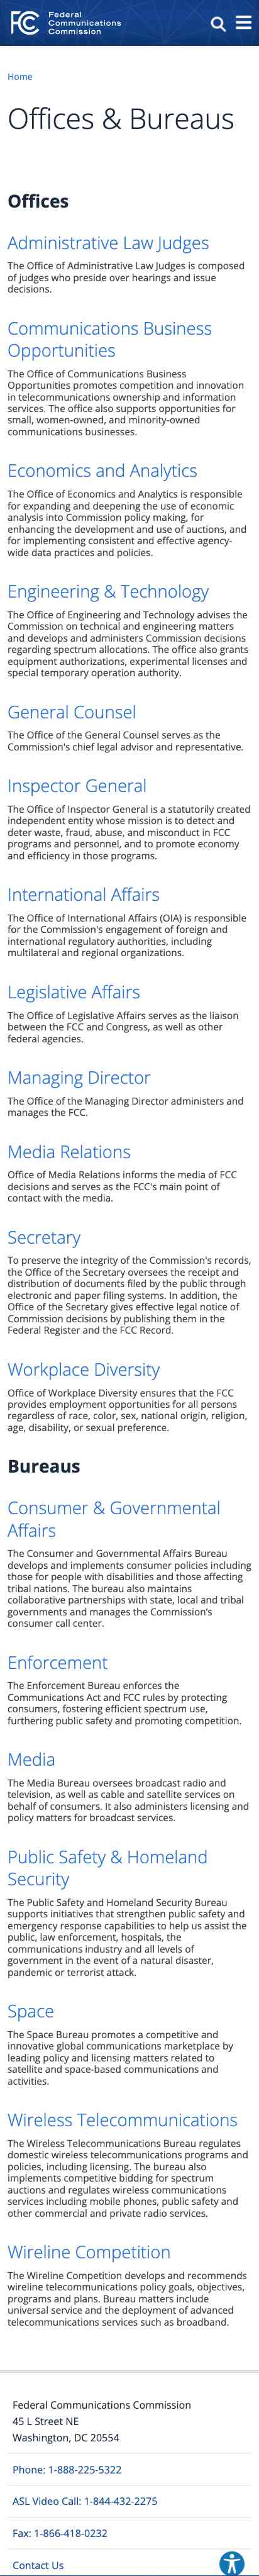 Federal
Communications
Commission
Home
Offices & Bureaus
Offices
Administrative Law Judges
The Office of Administrative Law Judges is composed
of judges who preside over hearings and issue
decisions.
Communications Business
Opportunities
The Office of Communications Business
Opportunities promotes competition and innovation
in telecommunications ownership and information
services. The office also supports opportunities for
small, women-owned, and minority-owned
communications businesses.
Economics and Analytics
The Office of Economics and Analytics is responsible
for expanding and deepening the use of economic
analysis into Commission policy making, for
enhancing the development and use of auctions, and
for implementing consistent and effective agency-
wide data practices and policies.
Engineering & Technology
The Office of Engineering and Technology advises the
Commission on technical and engineering matters
and develops and administers Commission decisions
regarding spectrum allocations. The office also grants
equipment authorizations, experimental licenses and
special temporary operation authority.
General Counsel
The Office of the General Counsel serves as the
Commission's chief legal advisor and representative.
Inspector General
The Office of Inspector General is a statutorily created
independent entity whose mission is to detect and
deter waste, fraud, abuse, and misconduct in FCC
programs and personnel, and to promote economy
and efficiency in those programs.
International Affairs
The Office of International Affairs (OIA) is responsible
for the Commission's engagement of foreign and
international regulatory authorities, including
multilateral and regional organizations.
Legislative Affairs
The Office of Legislative Affairs serves as the liaison
between the FCC and Congress, as well as other
federal agencies.
Managing Director
The Office of the Managing Director administers and
manages the FCC.
Media Relations
Office of Media Relations informs the media of FCC
decisions and serves as the FCC's main point of
contact with the media.
Secretary
To preserve the integrity of the Commission's records,
the Office of the Secretary oversees the receipt and
distribution of documents filed by the public through
electronic and paper filing systems. In addition, the
Office of the Secretary gives effective legal notice of
Commission decisions by publishing them in the
Federal Register and the FCC Record.
Workplace Diversity
Office of Workplace Diversity ensures that the FCC
provides employment opportunities for all persons
regardless of race, color, sex, national origin, religion,
age, disability, or sexual preference.
Bureaus
Consumer & Governmental
Affairs
The Consumer and Governmental Affairs Bureau
develops and implements consumer policies including
those for people with disabilities and those affecting
tribal nations. The bureau also maintains
collaborative partnerships with state, local and tribal
governments and manages the Commission's
consumer call center.
Enforcement
The Enforcement Bureau enforces the
Communications Act and FCC rules by protecting
consumers, fostering efficient spectrum use,
furthering public safety and promoting competition.
Media
The Media Bureau oversees broadcast radio and
television, as well as cable and satellite services on
behalf of consumers. It also administers licensing and
policy matters for broadcast services.
Public Safety & Homeland
Security
The Public Safety and Homeland Security Bureau
supports initiatives that strengthen public safety and
emergency response capabilities to help us assist the
public, law enforcement, hospitals, the
communications industry and all levels of
government in the event of a natural disaster,
pandemic or terrorist attack.
Space
The Space Bureau promotes a competitive and
innovative global communications marketplace by
leading policy and licensing matters related to
satellite and space-based communications and
activities.
Wireless Telecommunications
The Wireless Telecommunications Bureau regulates
domestic wireless telecommunications programs and
policies, including licensing. The bureau also
implements competitive bidding for spectrum
auctions and regulates wireless communications
services including mobile phones, public safety and
other commercial and private radio services.
Wireline Competition
The Wireline Competition develops and recommends
wireline telecommunications policy goals, objectives,
programs and plans. Bureau matters include
universal service and the deployment of advanced
telecommunications services such as broadband.
Federal Communications Commission
45 L Street NE
Washington, DC 20554
Phone: 1-888-225-5322
ASL Video Call: 1-844-432-2275
Fax: 1-866-418-0232
Contact Us